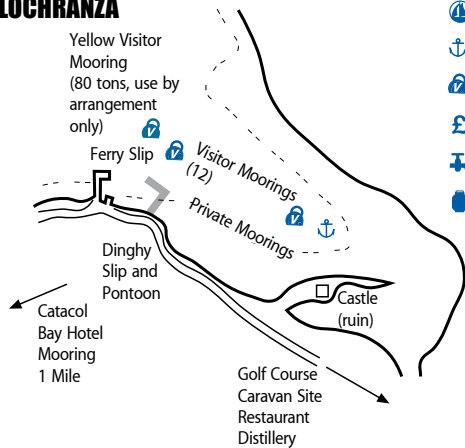 LOCHRANZA
Yellow Visitor
Mooring
(80 tons, use by
arrangement
only)
Ferry Slip
Visitor Moorings
(12)
Private Moorings
Dinghy
Slip and
Pontoon
Castle
(ruin)
Catacol
Bay Hotel
Mooring
1 Mile
Golf Course
Caravan Site
Restaurant
Distillery
V
V
V
V
£